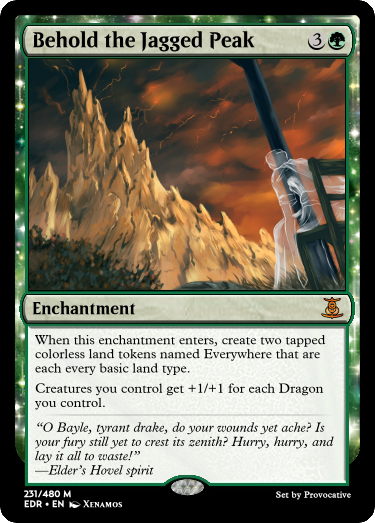 Behold the Jagged Peak 3
Enchantment
When this enchantment enters, create two tapped
colorless land tokens named Everywhere that are
each every basic land type.
Creatures you control get +1/+1 for each Dragon
you control.
“O Bayle, tyrant drake, do your wounds yet ache? Is
your fury still yet to crest its zenith? Hurry, hurry, and
lay it all to waste!”
—Elder’s Hovel spirit
231/480 M
EDR • EN Xenamos
Set by Provocative